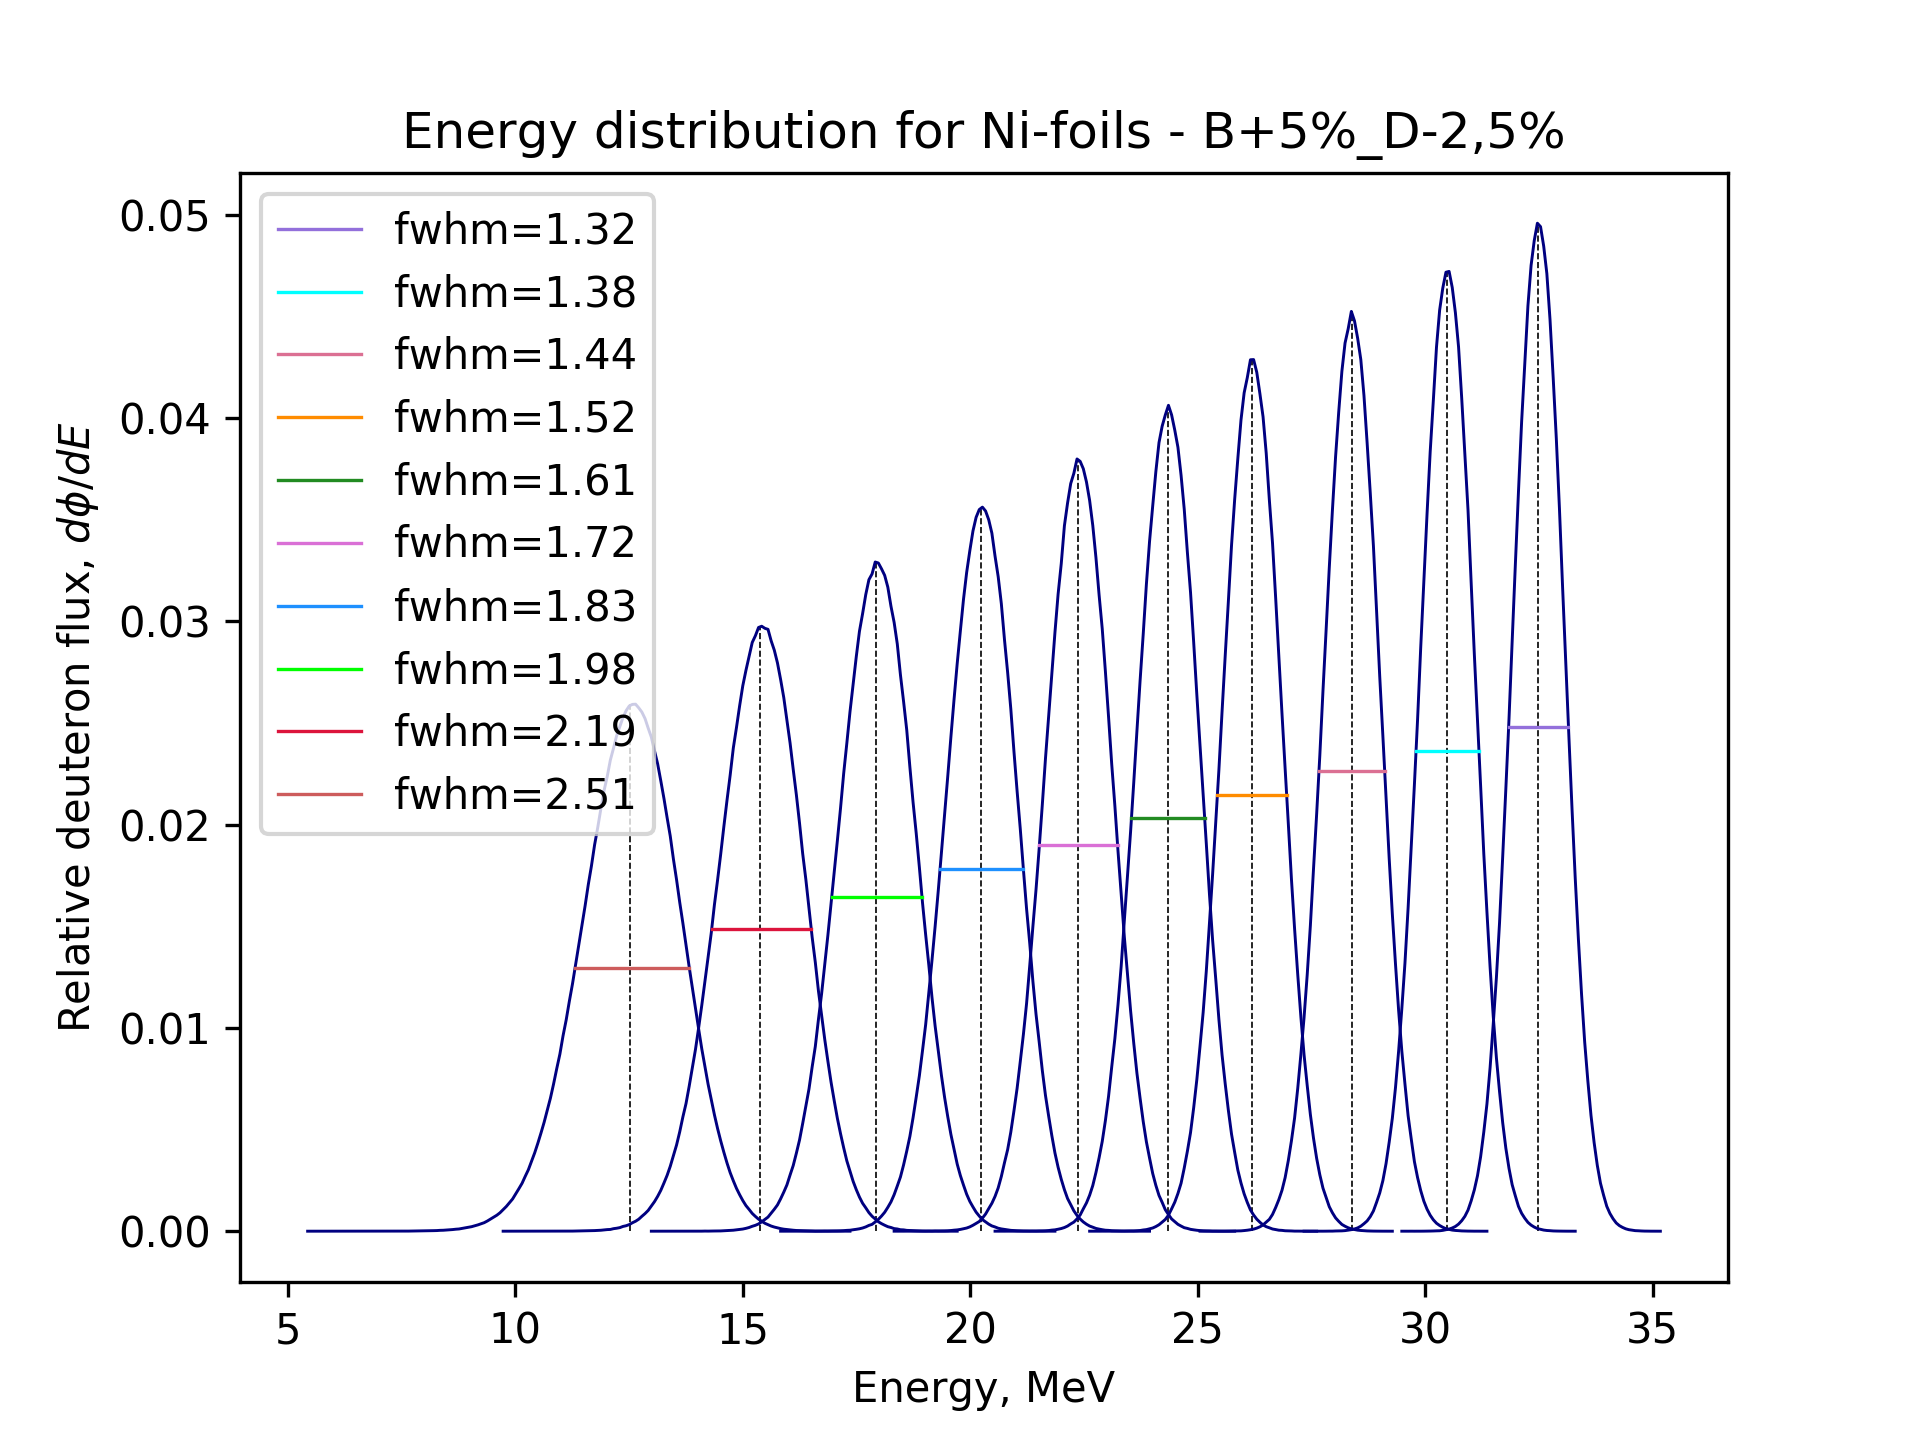 Energy distribution for Ni-foils - B+5%_D-2,5%
fwhm=1.32
fwhm=1.38
fwhm=1.44
fwhm=1.52
fwhm=1.61
fwhm=1.72
fwhm=1.83
fwhm=1.98
fwhm=2.19
fwhm=2.51
Relative deuteron flux, dϕ/dE
0.05
0.04
0.03
0.02
0.01
0.00
5 10 15 20 25 30 35
Energy, MeV